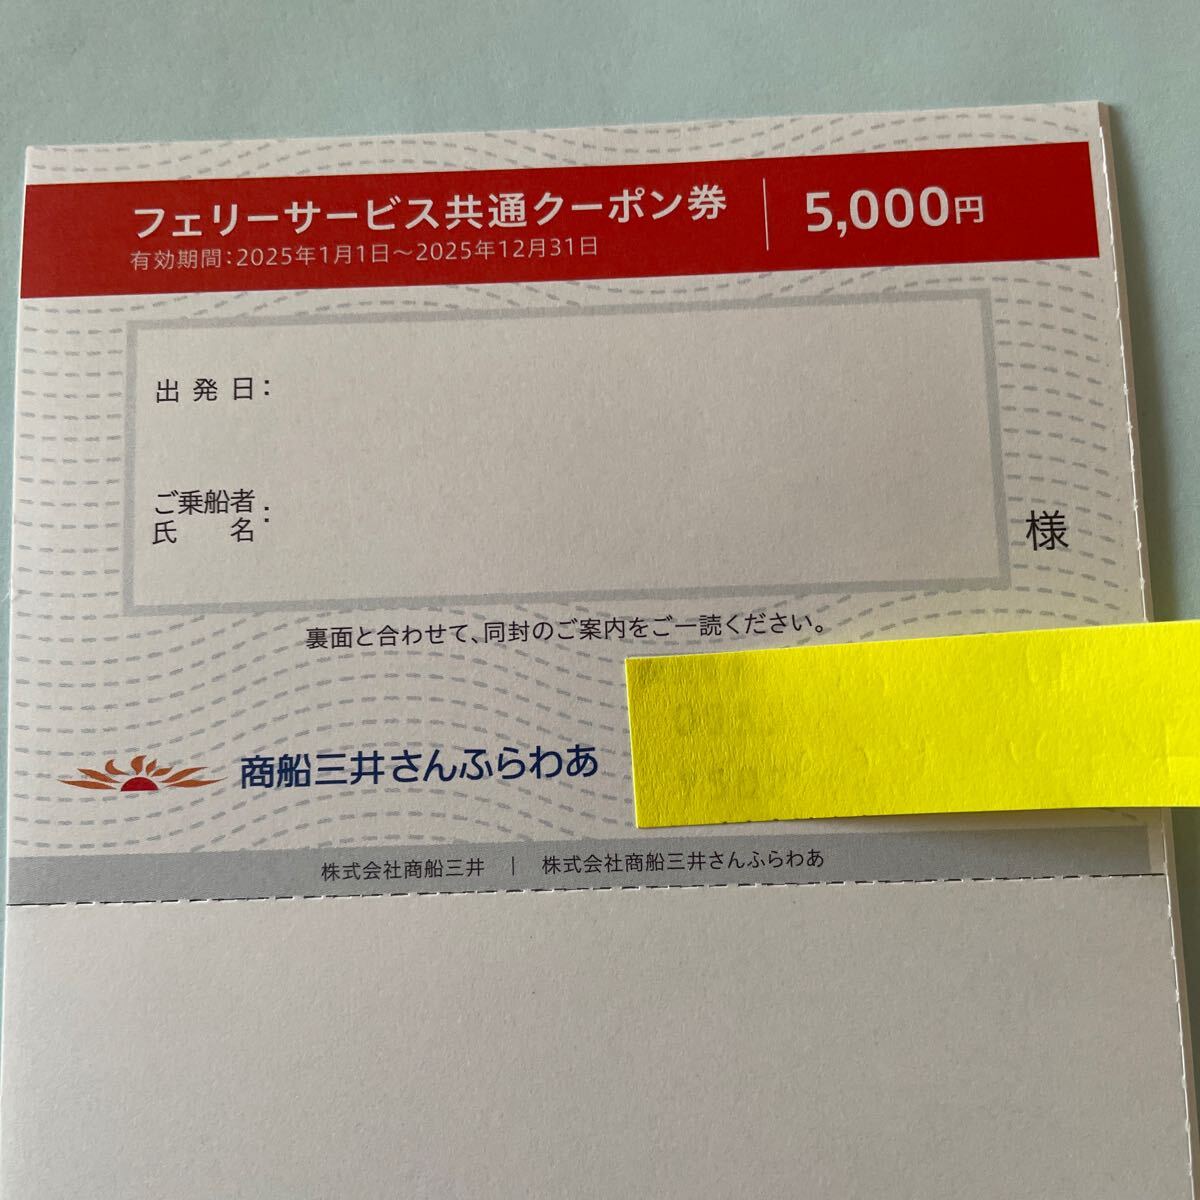 フェリーサービス共通クーポン券 5,000円
有効期間：2025年1月1日～2025年12月31日
出発日：
ご乗船者
氏名：
様
裏面と合わせて、同封のご案内をご一読ください。
商船三井さんふらわあ
株式会社商船三井 | 株式会社商船三井さんふらわあ